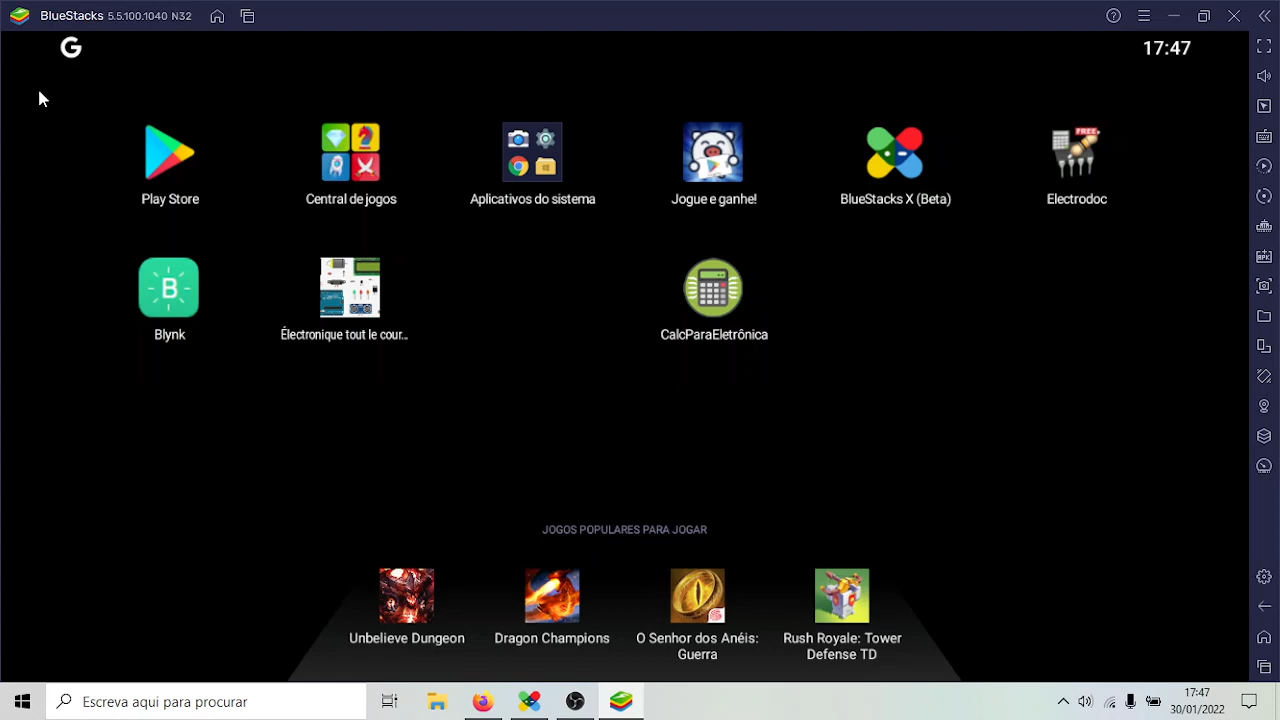 BlueStacks 5.5.100.1040 N32
G
17:47
Play Store
Central de jogos
Aplicativos do sistema
Jogue e ganhe!
BlueStacks X (Beta)
FREE
Electrodoc
B
Blynk
Électronique tout le cour...
CalcParaEletrônica
JOGOS POPULARES PARA JOGAR
Unbelieve Dungeon
Dragon Champions
O Senhor dos Anéis:
Guerra
Rush Royale: Tower
Defense TD
Escreve aqui para procurar
17:47
30/01/2022